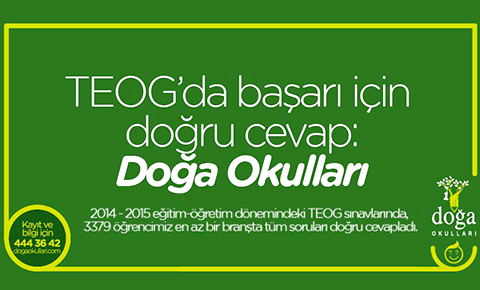 TEOG’da başarı için
doğru cevap:
Doğa Okulları
2014 - 2015 eğitim-öğretim dönemindeki TEOG sınavlarında,
3379 öğrencimiz en az bir branşta tüm soruları doğru cevapladı.
Kayıt ve
bilgi için
444 36 42
dogaokullari.com
doğa
OKULLARI